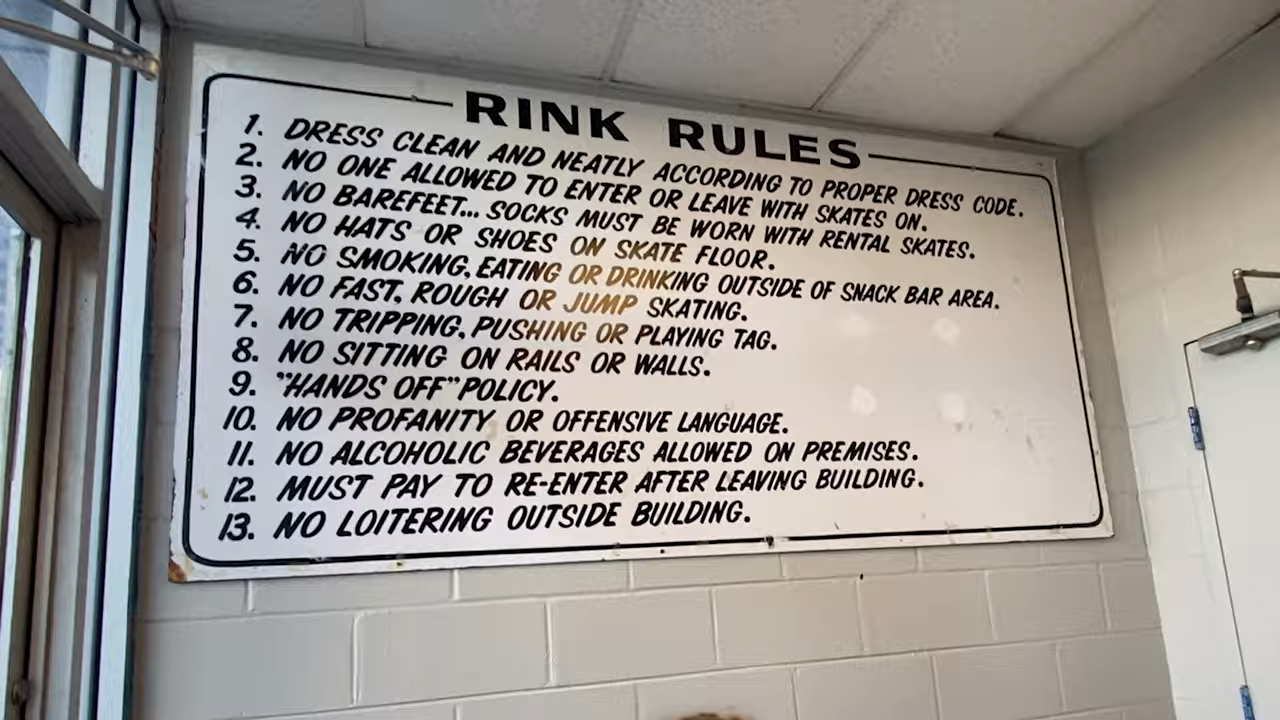 RINK RULES
1. DRESS CLEAN AND NEATLY ACCORDING TO PROPER DRESS CODE.
2. NO ONE ALLOWED TO ENTER OR LEAVE WITH SKATES ON.
3. NO BAREFEET... SOCKS MUST BE WORN WITH RENTAL SKATES.
4. NO HATS OR SHOES ON SKATE FLOOR.
5. NO SMOKING, EATING OR DRINKING OUTSIDE OF SNACK BAR AREA.
6. NO FAST, ROUGH OR JUMP SKATING.
7. NO TRIPPING, PUSHING OR PLAYING TAG.
8. NO SITTING ON RAILS OR WALLS.
9. "HANDS OFF" POLICY.
10. NO PROFANITY OR OFFENSIVE LANGUAGE.
11. NO ALCOHOLIC BEVERAGES ALLOWED ON PREMISES.
12. MUST PAY TO RE-ENTER AFTER LEAVING BUILDING.
13. NO LOITERING OUTSIDE BUILDING.